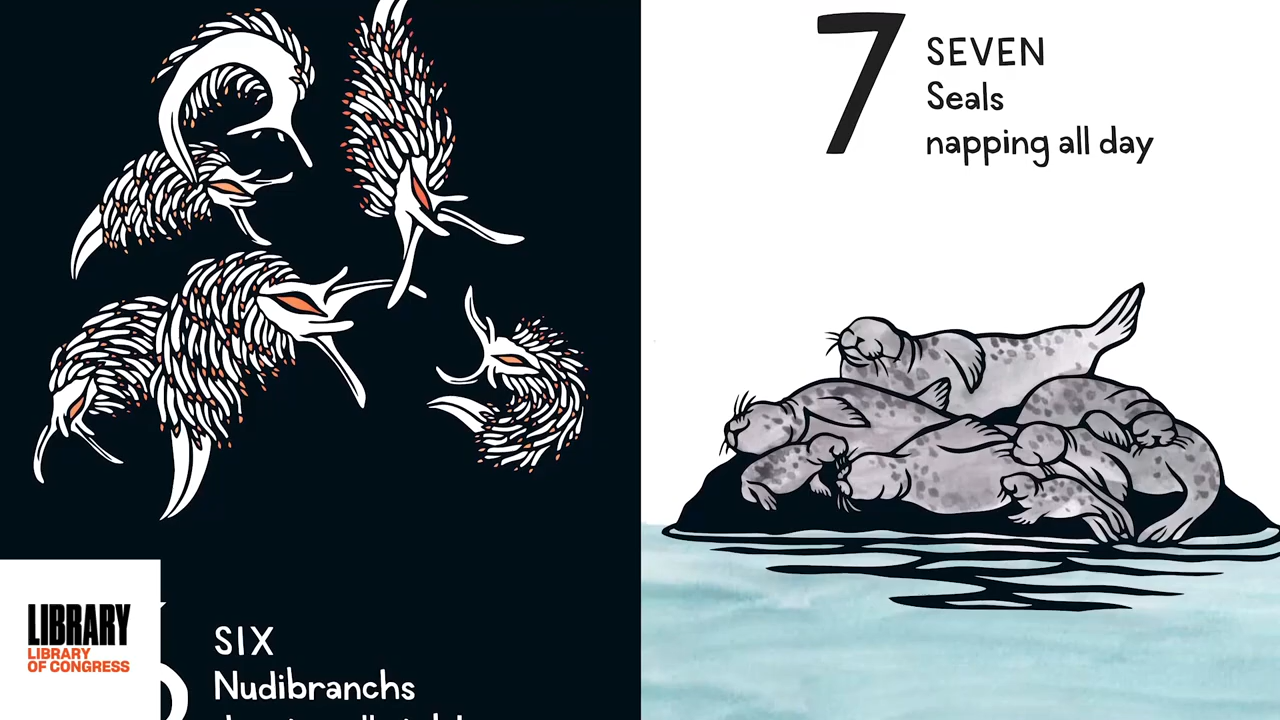 SIX
Nudibranchs
7
SEVEN
Seals
napping all day
LIBRARY
LIBRARY
OF CONGRESS